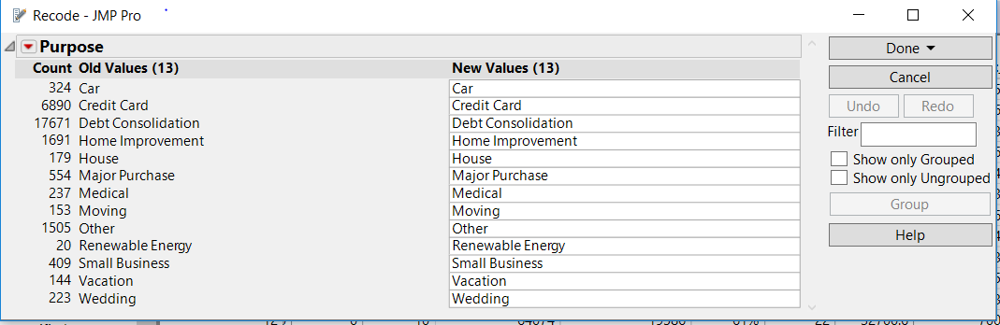 Recode - JMP Pro
Purpose
Done
Count Old Values (13) New Values (13)
Cancel
324 Car Car
6890 Credit Card Credit Card
Undo Redo
17671 Debt Consolidation Debt Consolidation
Filter
1691 Home Improvement Home Improvement
179 House House
Show only Grouped
554 Major Purchase Major Purchase
Show only Ungrouped
237 Medical Medical
153 Moving Moving
Group
1505 Other Other
Help
20 Renewable Energy Renewable Energy
409 Small Business Small Business
144 Vacation Vacation
223 Wedding Wedding